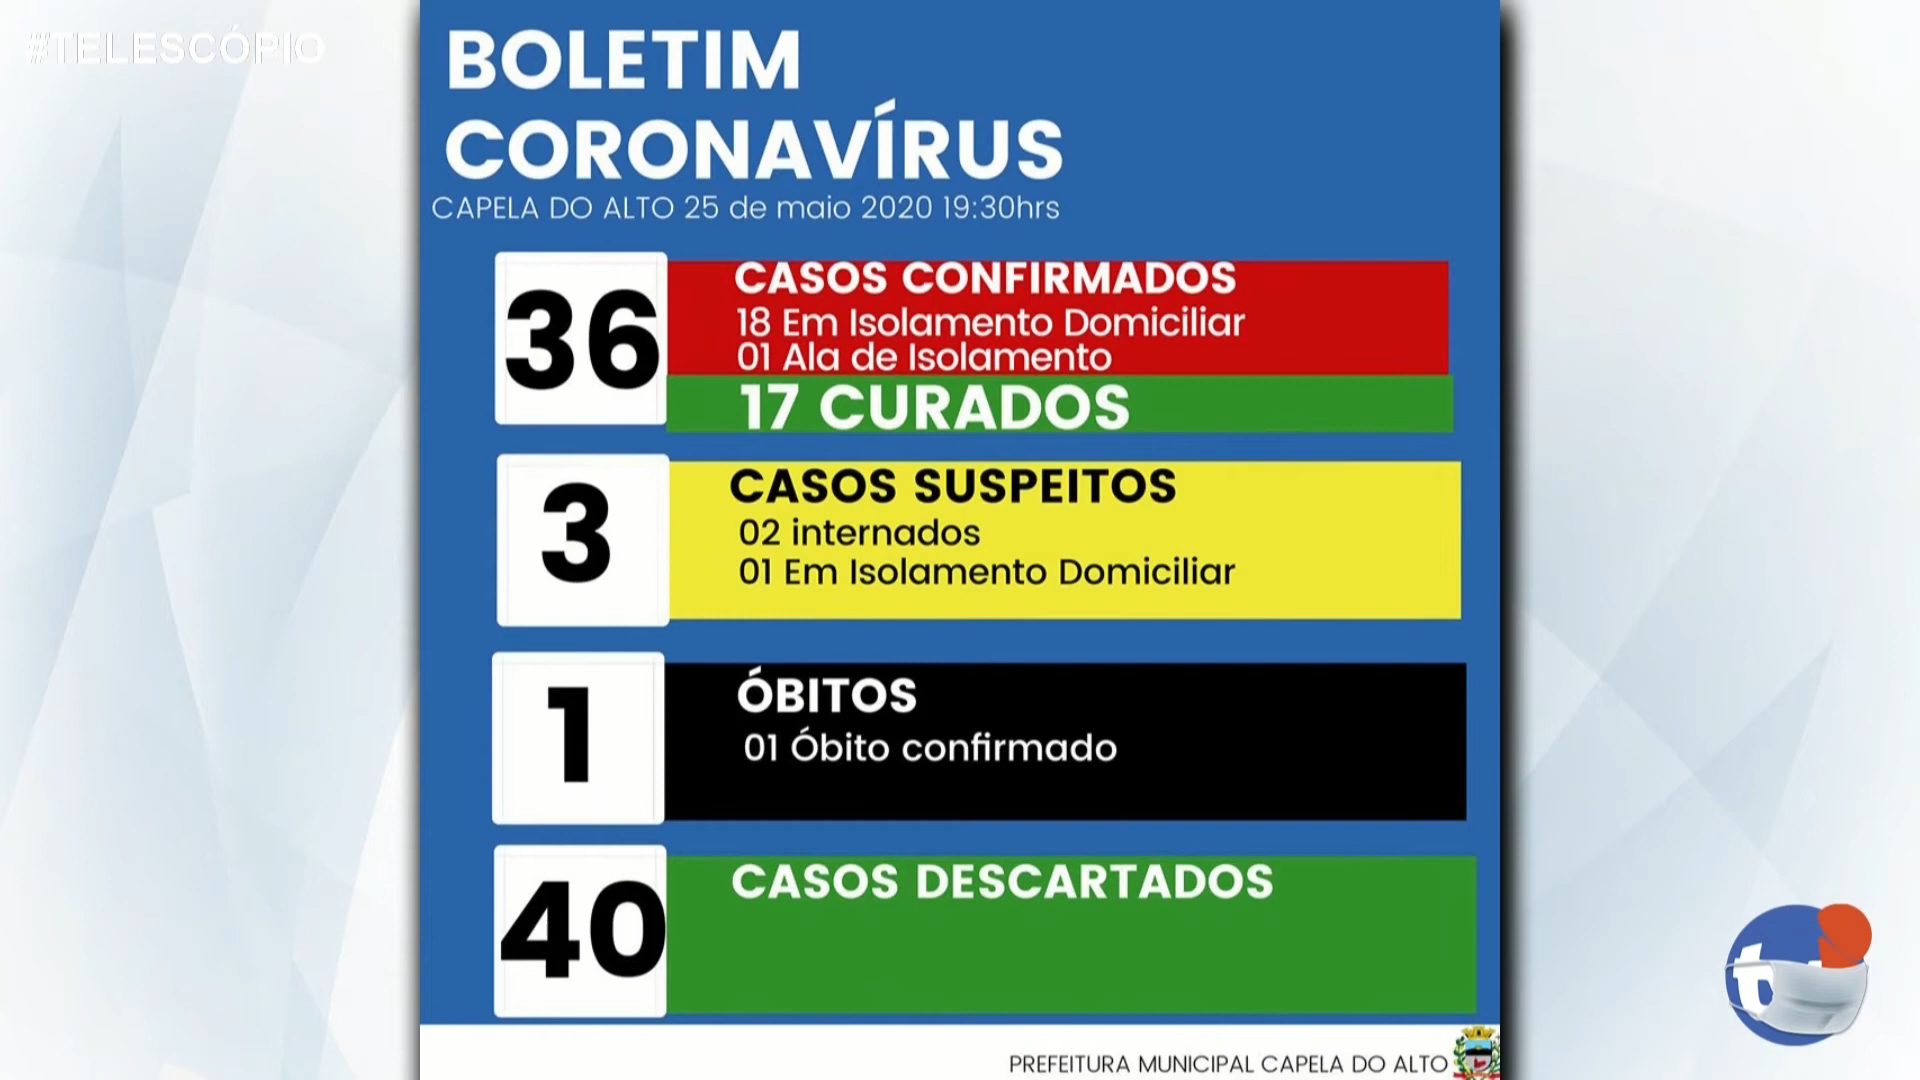 #TELESCÓPIO
BOLETIM
CORONAVÍRUS
CAPELA DO ALTO 25 de maio 2020 19:30hrs
36
CASOS CONFIRMADOS
18 Em Isolamento Domiciliar
01 Ala de Isolamento
17 CURADOS
3
CASOS SUSPEITOS
02 internados
01 Em Isolamento Domiciliar
1
ÓBITOS
01 Óbito confirmado
40
CASOS DESCARTADOS
PREFEITURA MUNICIPAL CAPELA DO ALTO